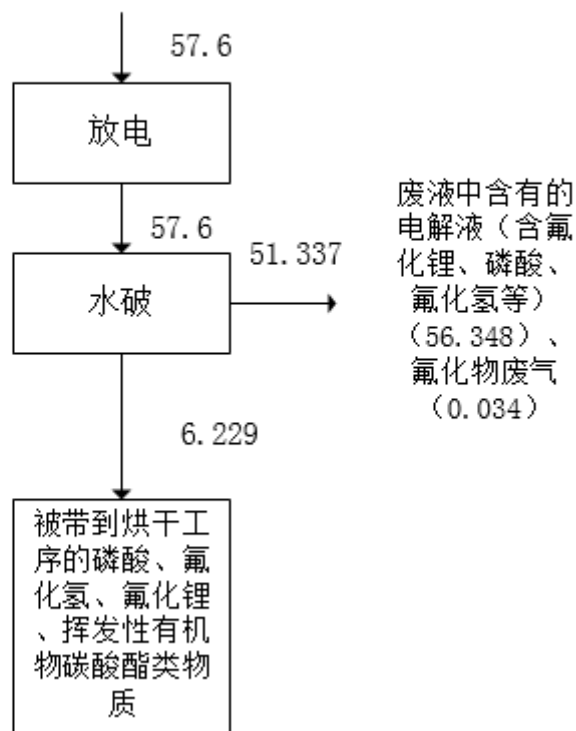 57.6
放电
57.6
51.337
水破
废液中含有的
电解液（含氟
化锂、磷酸、
氟化氢等）
（56.348）、
氟化物废气
（0.034）
6.229
被带到烘干工
序的磷酸、氟
化氢、氟化锂
、挥发性有机
物碳酸酯类物
质